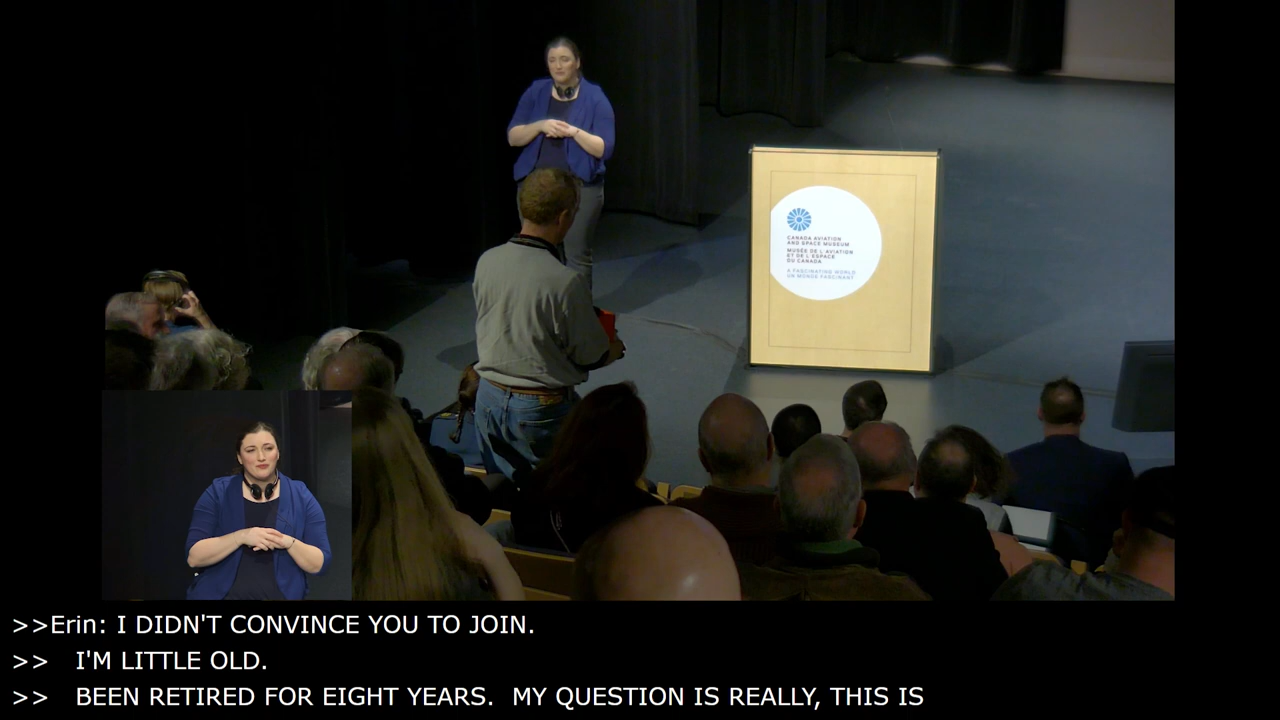 CANADA AVIATION
AND SPACE MUSEUM
MUSÉE DE L'AVIATION
ET DE L'ESPACE
DU CANADA
A FASCINATING WORLD
UN MONDE FASCINANT
>>Erin: I DIDN'T CONVINCE YOU TO JOIN.
>> I'M LITTLE OLD.
>> BEEN RETIRED FOR EIGHT YEARS. MY QUESTION IS REALLY, THIS IS